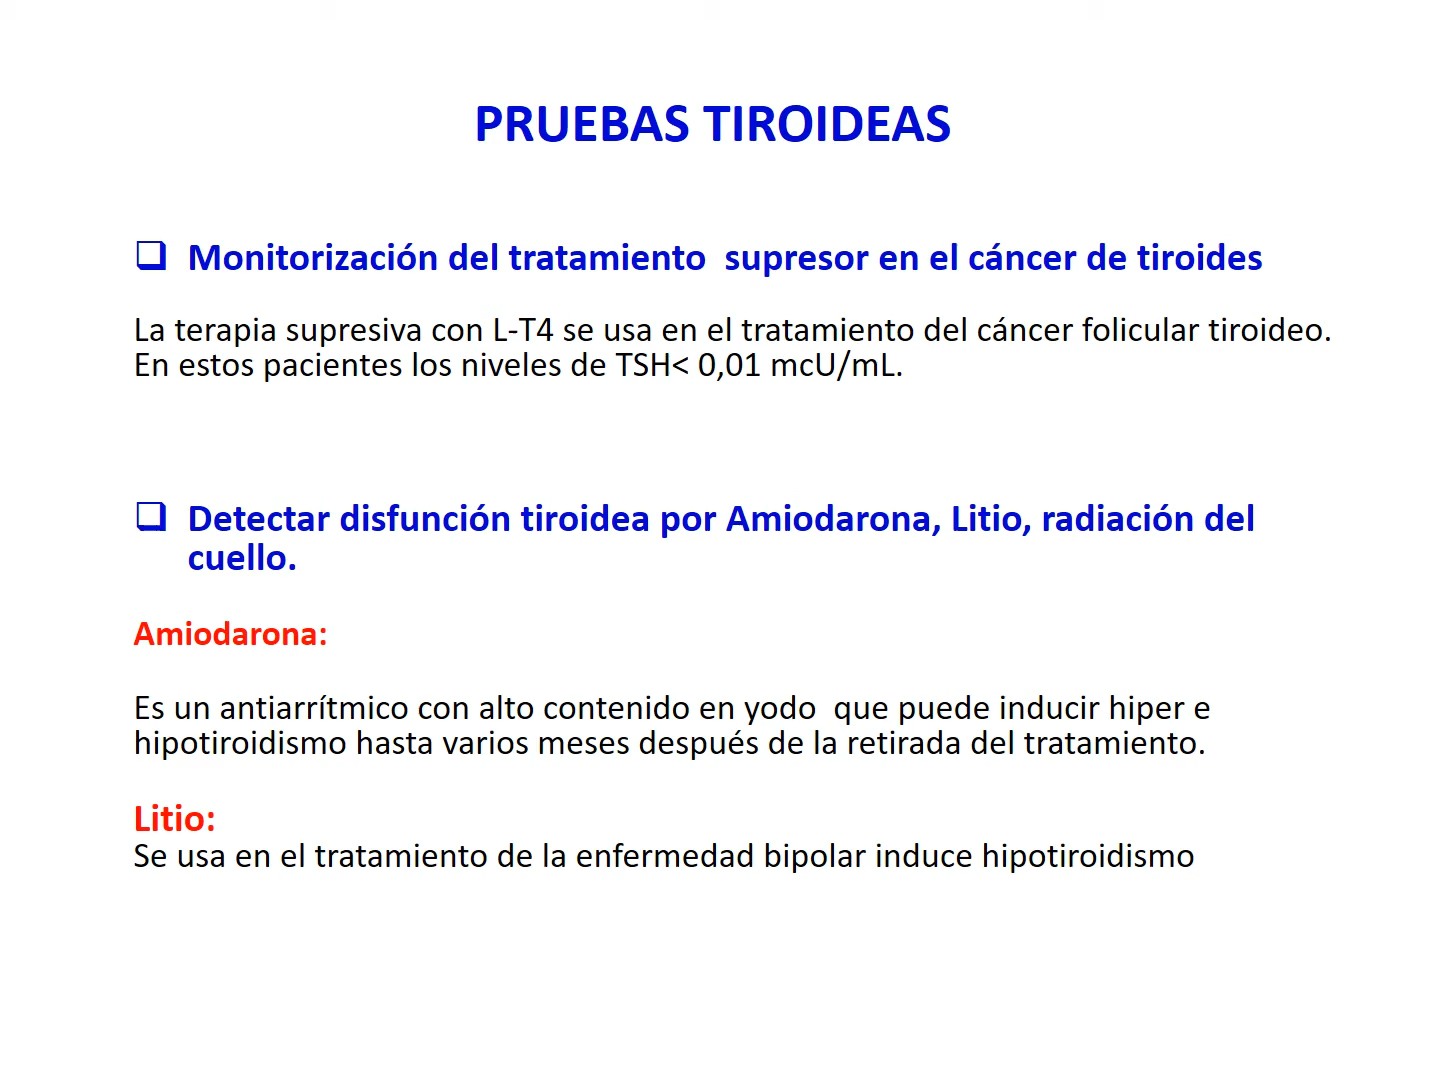 PRUEBAS TIROIDEAS
❑ Monitorización del tratamiento supresor en el cáncer de tiroides
La terapia supresiva con L-T4 se usa en el tratamiento del cáncer folicular tiroideo.
En estos pacientes los niveles de TSH< 0,01 mcU/mL.
❑ Detectar disfunción tiroidea por Amiodarona, Litio, radiación del
cuello.
Amiodarona:
Es un antiarrítmico con alto contenido en yodo que puede inducir hiper e
hipotiroidismo hasta varios meses después de la retirada del tratamiento.
Litio:
Se usa en el tratamiento de la enfermedad bipolar induce hipotiroidismo